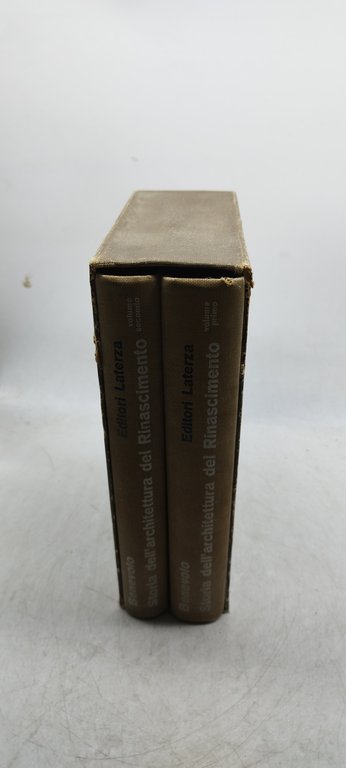 Benevolo
Storia dell'architettura del Rinascimento
Editori Laterza
volume
secondo
Benevolo
Storia dell'architettura del Rinascimento
Editori Laterza
volume
primo